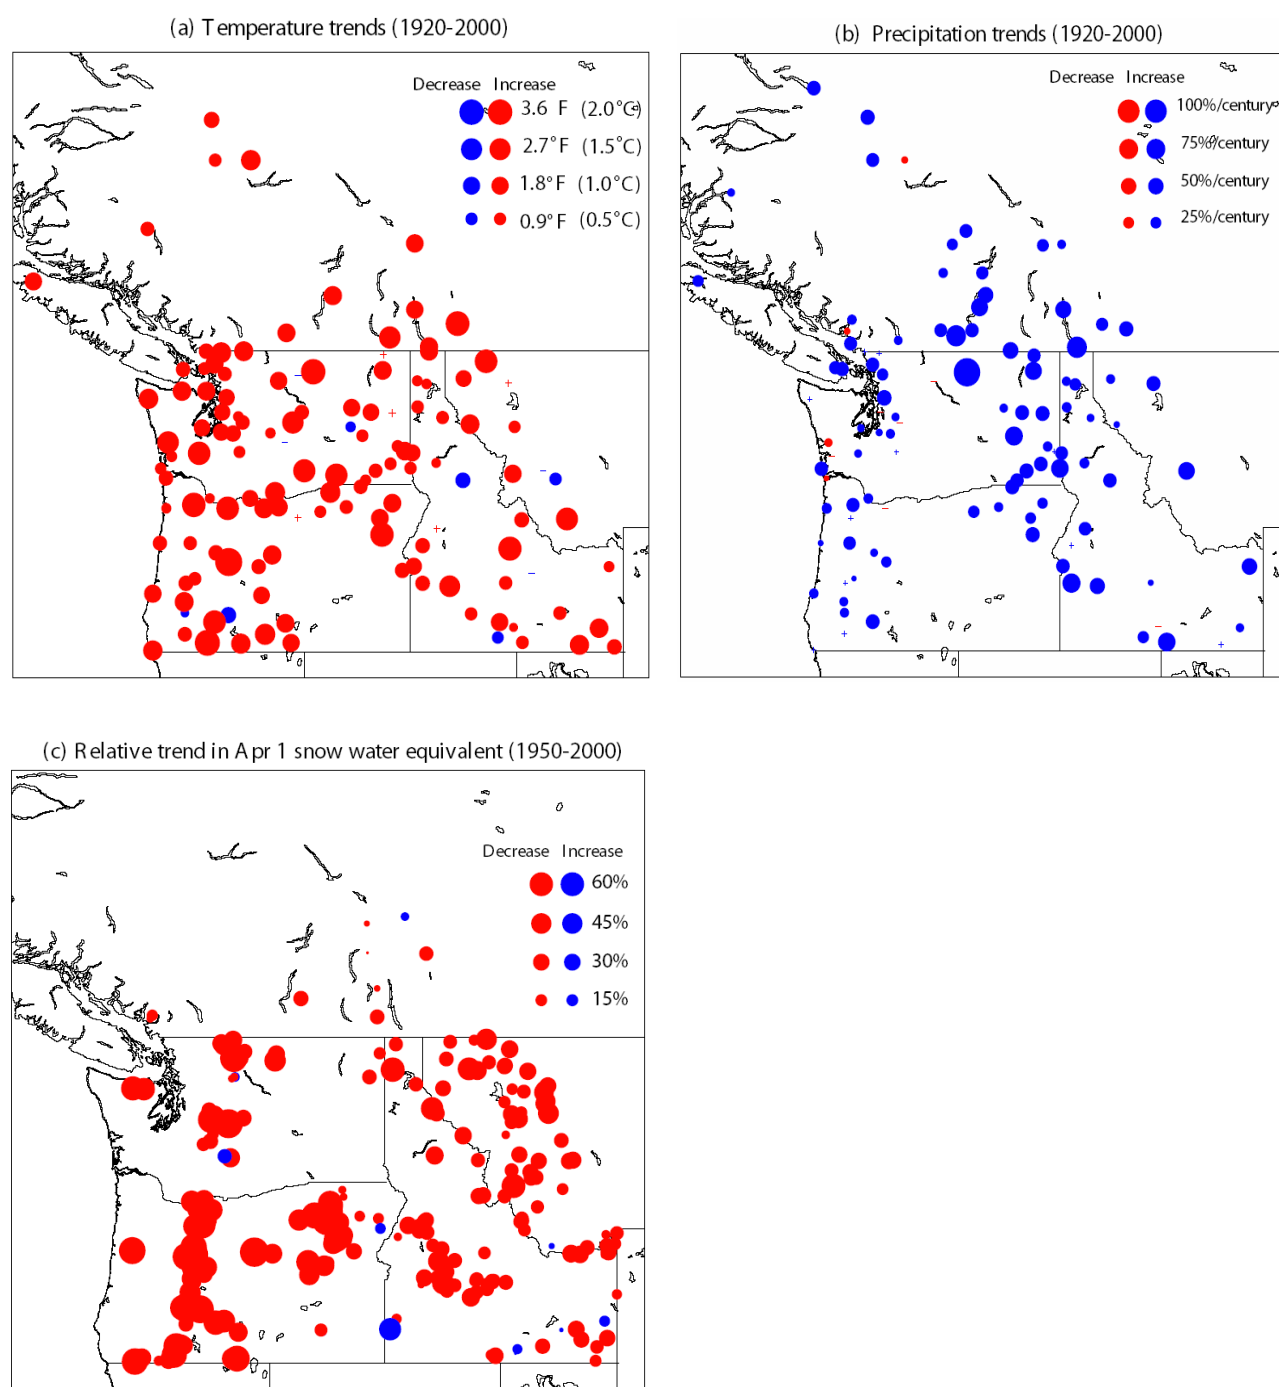 (a) Temperature trends (1920-2000)
Decrease Increase
3.6 F (2.0°C)
2.7°F (1.5°C)
1.8°F (1.0°C)
0.9°F (0.5°C)
(b) Precipitation trends (1920-2000)
Decrease Increase
100%/century
75%/century
50%/century
25%/century
(c) Relative trend in Apr 1 snow water equivalent (1950-2000)
Decrease Increase
60%
45%
30%
15%